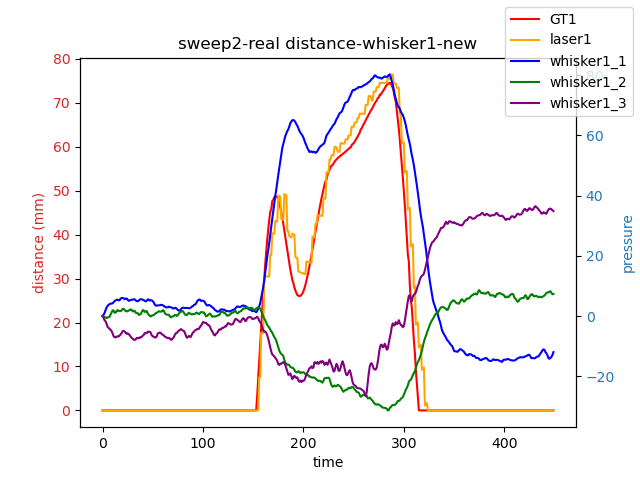 sweep2-real distance-whisker1-new
GT1
laser1
whisker1_1
whisker1_2
whisker1_3
80
70
60
50
40
30
20
10
0
distance (mm)
80
60
40
20
0
−20
pressure
0
100
200
300
400
time